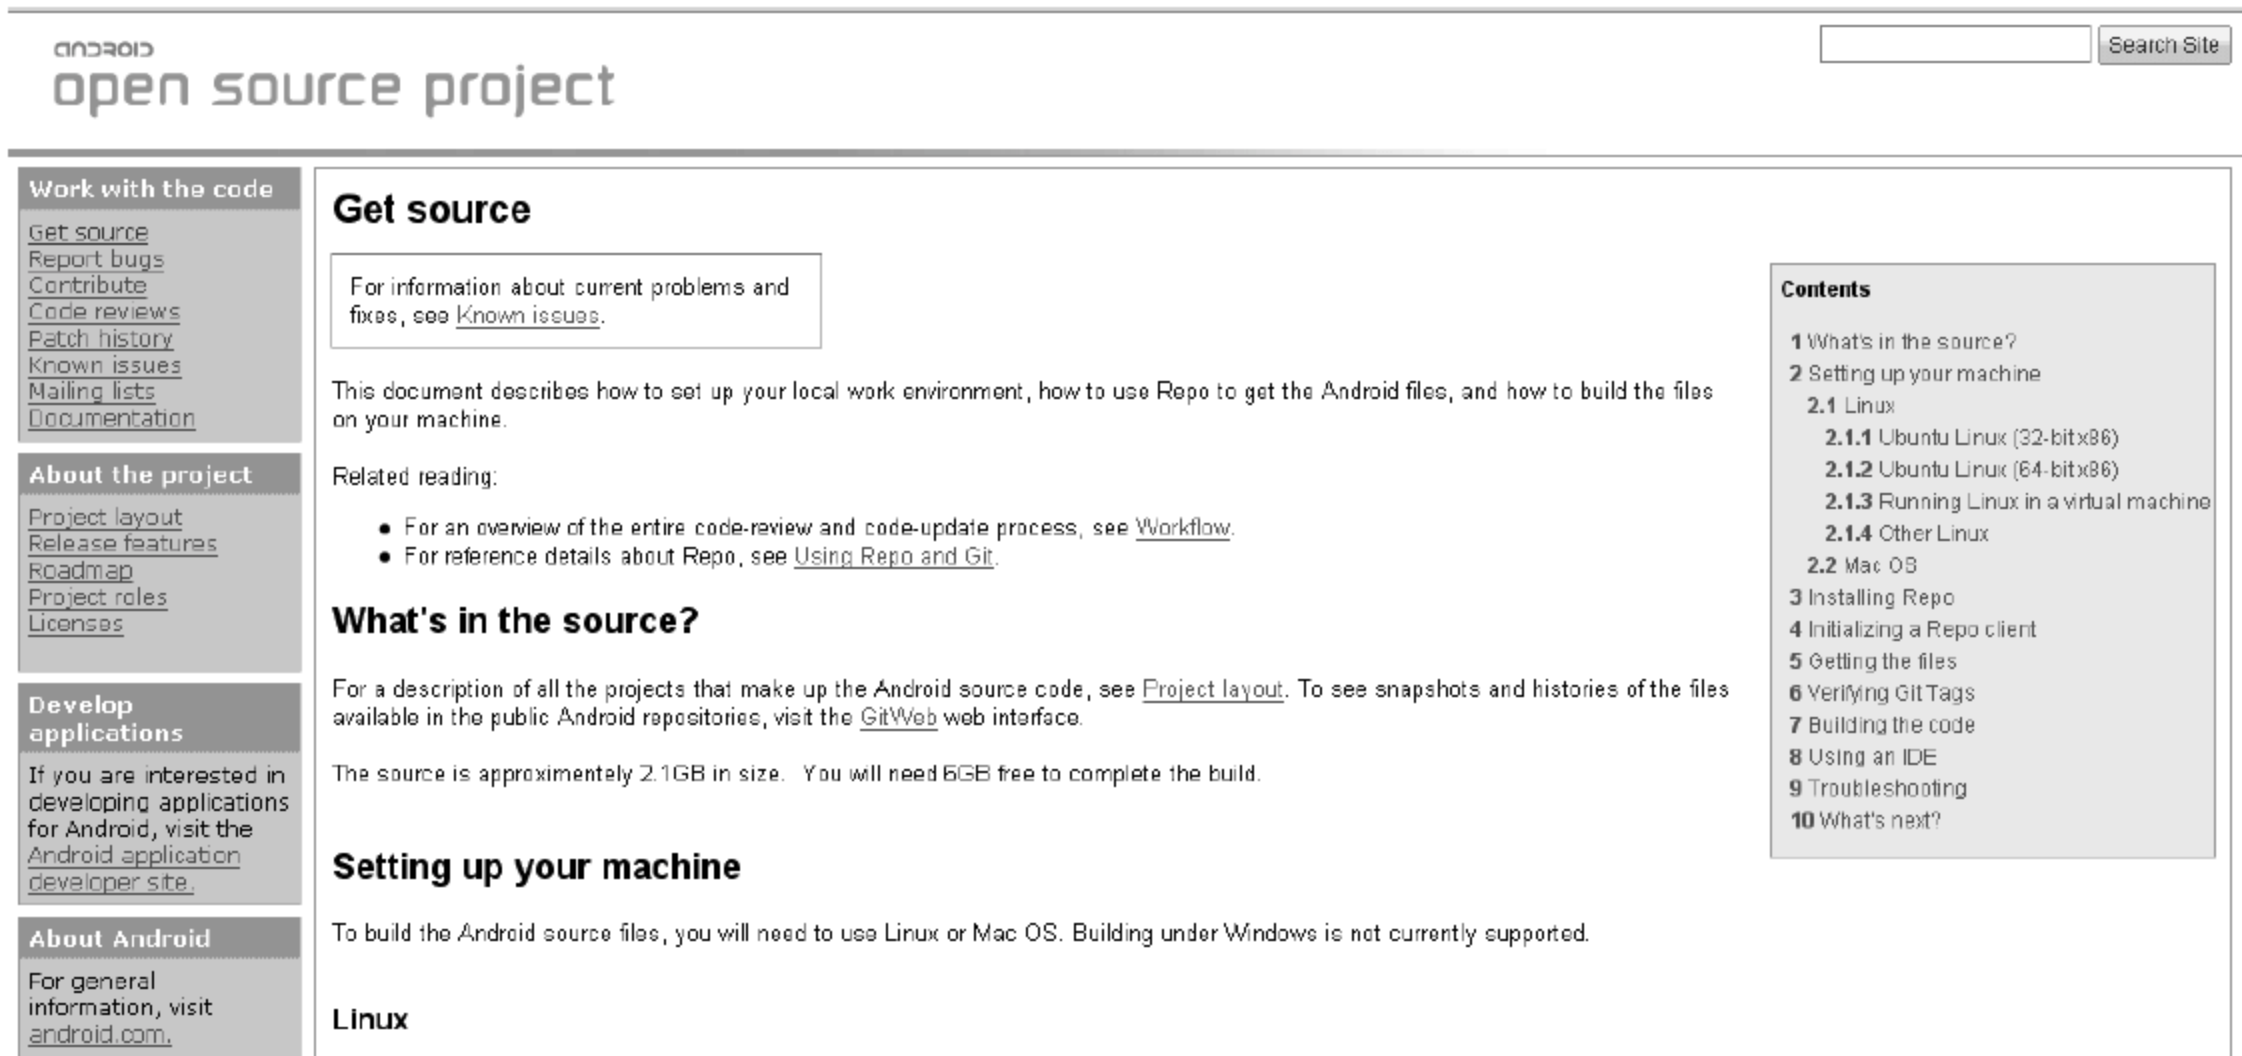 android
open source project
Search Site
Work with the code
Get source
Report bugs
Contribute
Code reviews
Patch history
Known issues
Mailing lists
Documentation
About the project
Project layout
Release features
Roadmap
Project roles
Licenses
Develop
applications
If you are interested in
developing applications
for Android, visit the
Android application
developer site.
About Android
For general
information, visit
android.com.
Get source
For information about current problems and
fixes, see Known issues.
This document describes how to set up your local work environment, how to use Repo to get the Android files, and how to build the files
on your machine.
Related reading:
● For an overview of the entire code-review and code-update process, see Workflow.
● For reference details about Repo, see Using Repo and Git.
What's in the source?
For a description of all the projects that make up the Android source code, see Project layout. To see snapshots and histories of the files
available in the public Android repositories, visit the GitWeb web interface.
The source is approximentely 2.1GB in size.  You will need 6GB free to complete the build.
Setting up your machine
To build the Android source files, you will need to use Linux or Mac OS. Building under Windows is not currently supported.
Linux
Contents
1 What's in the source?
2 Setting up your machine
2.1 Linux
2.1.1 Ubuntu Linux (32-bit x86)
2.1.2 Ubuntu Linux (64-bit x86)
2.1.3 Running Linux in a virtual machine
2.1.4 Other Linux
2.2 Mac OS
3 Installing Repo
4 Initializing a Repo client
5 Getting the files
6 Verifying Git Tags
7 Building the code
8 Using an IDE
9 Troubleshooting
10 What's next?